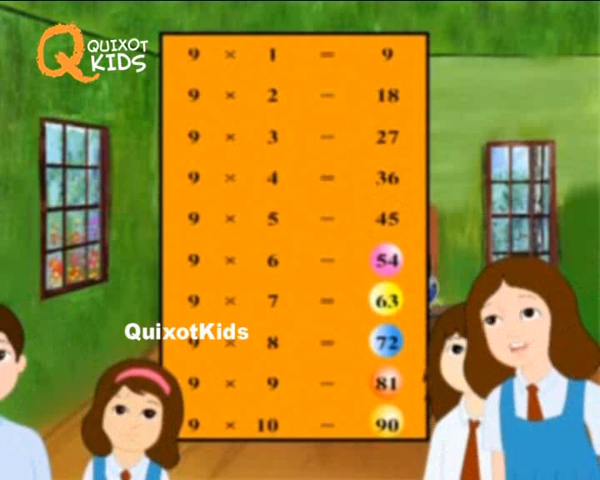 QUIXOT
KIDS
9 × 1 = 9
9 × 2 = 18
9 × 3 = 27
9 × 4 = 36
9 × 5 = 45
9 × 6 = 54
9 × 7 = 63
QuixotKids
9 × 8 = 72
9 × 9 = 81
9 × 10 = 90